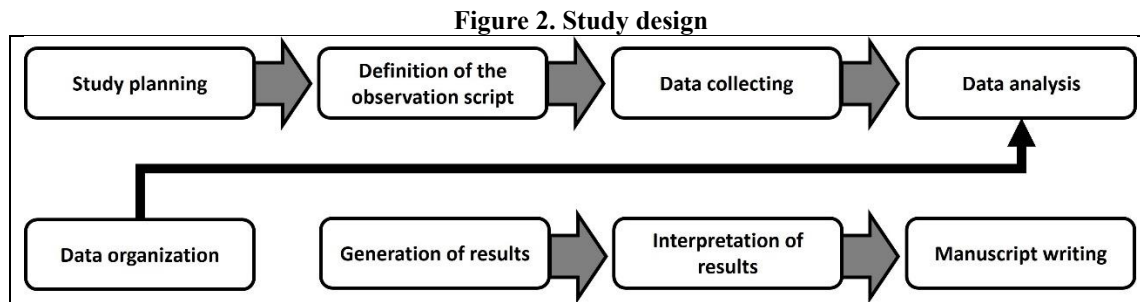 Figure 2. Study design
Study planning
Definition of the
observation script
Data collecting
Data analysis
Data organization
Generation of results
Interpretation of
results
Manuscript writing